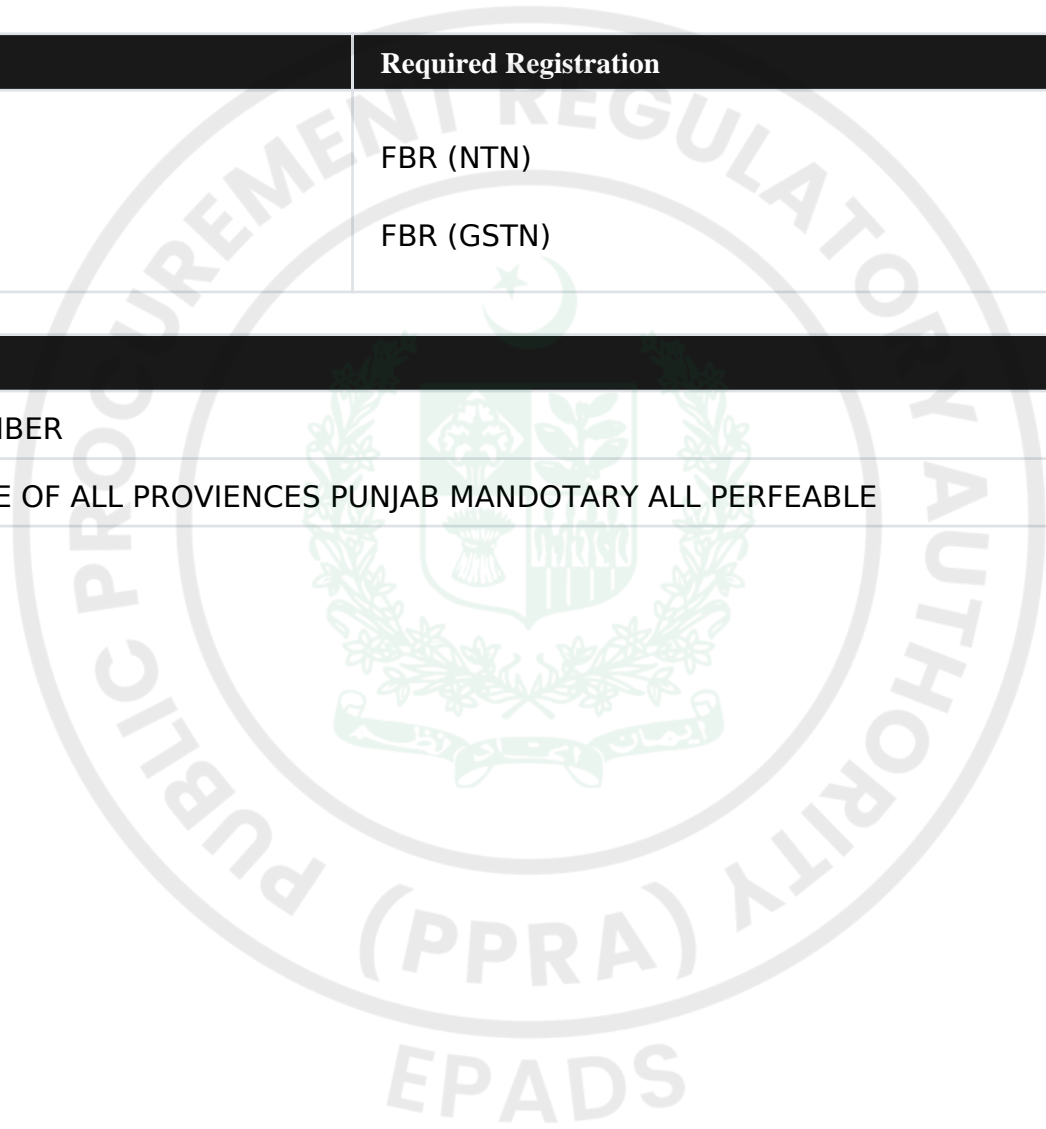 Required Registration
FBR (NTN)
FBR (GSTN)
MBER
E OF ALL PROVIENCES PUNJAB MANDOTARY ALL PERFEABLE
PUBLIC PROCUREMENT REGULATORY AUTHORITY
(PPRA)
EPADS